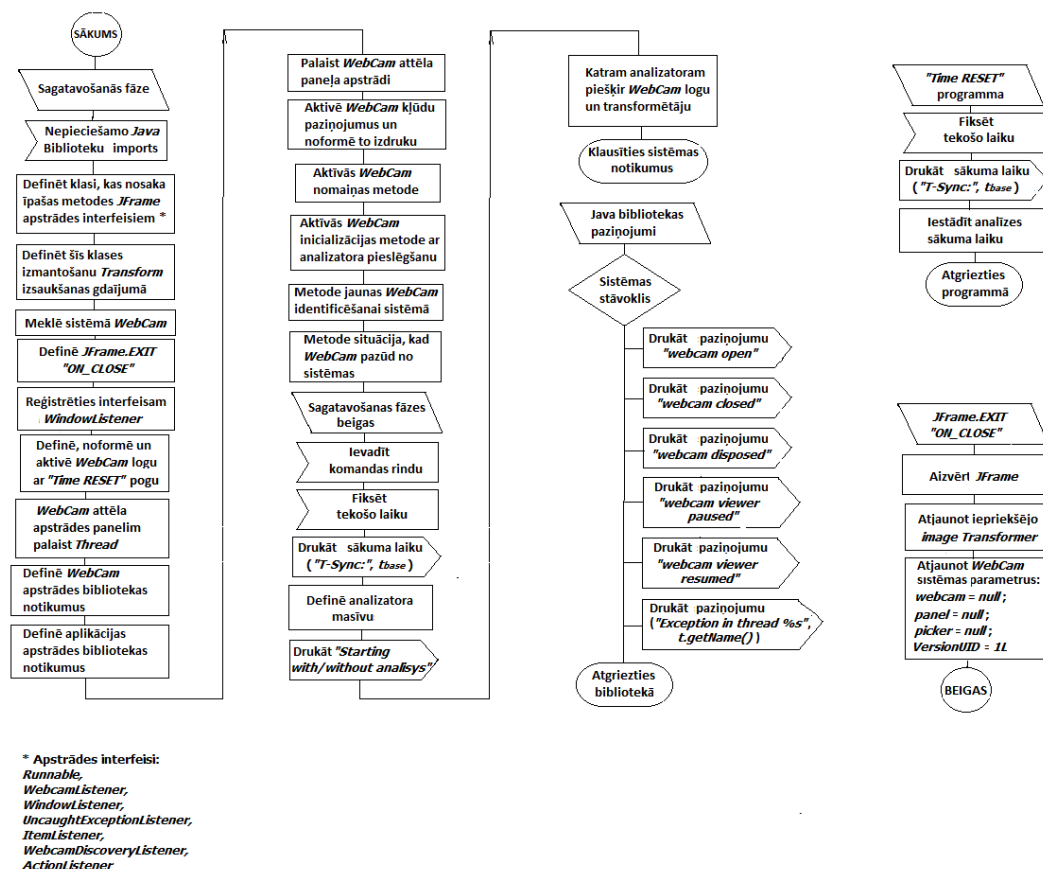 SĀKUMS
Sagatavošanās fāze
Nepieciešamo Java
Biblioteku imports
Definēt klasi, kas nosaka
īpašas metodes JFrame
apstrādes interfeisiem *
Definēt šīs klases
izmantošanu Transform
izsaukšanas gdaījumā
Meklē sistēmā WebCam
Definē JFrame.EXIT
"ON_CLOSE"
Reģistrēties interfeisam
WindowListener
Definē, noformē un
aktivē WebCam logu
ar "Time RESET" pogu
WebCam attēla
apstrādes panelim
palaist Thread
Definē WebCam
apstrādes bibliotekas
notikumus
Definē aplikācijas
apstrādes bibliotekas
notikumus
Palaist WebCam attēla
paneļa apstrādi
Aktivē WebCam kļūdu
paziņojumus un
noformē to izdruku
Aktīvās WebCam
nomaiņas metode
Aktīvās WebCam
inicializācijas metode ar
analizatora pieslēgšanu
Metode jaunas WebCam
identificēšanai sistēmā
Metode situācija, kad
WebCam pazūd no
sistēmas
Sagatavošanas fāzes
beigas
Ievadīt
komandas rindu
Fiksēt
tekošo laiku
Drukāt sākuma laiku
("T-Sync:", tbase)
Definē analizatora
masīvu
Drukāt "Starting
with/without analisys"
Katram analizatoram
piešķir WebCam logu
un transformētāju
Klausīties sistēmas
notikumus
Java bibliotekas
paziņojumi
Sistēmas
stāvoklis
Drukāt paziņojumu
"webcam open"
Drukāt paziņojumu
"webcam closed"
Drukāt paziņojumu
"webcam disposed"
Drukāt paziņojumu
"webcam viewer
paused"
Drukāt paziņojumu
"webcam viewer
resumed"
Drukāt paziņojumu
("Exception in thread %s",
t.getName())
Atgriezties
bibliotekā
"Time RESET"
programma
Fiksēt
tekošo laiku
Drukāt sākuma laiku
("T-Sync:", tbase)
Iestādīt analīzes
sākuma laiku
Atgriezties
programmā
JFrame.EXIT
"ON_CLOSE"
Aizvērt JFrame
Atjaunot iepriekšējo
image Transformer
Atjaunot WebCam
sistēmas parametrus:
webcam = null;
panel = null;
picker = null;
VersionUID = 1L
BEIGAS
* Apstrādes interfeisi:
Runnable,
WebcamListener,
WindowListener,
UncaughtExceptionListener,
ItemListener,
WebcamDiscoveryListener,
ActionListener